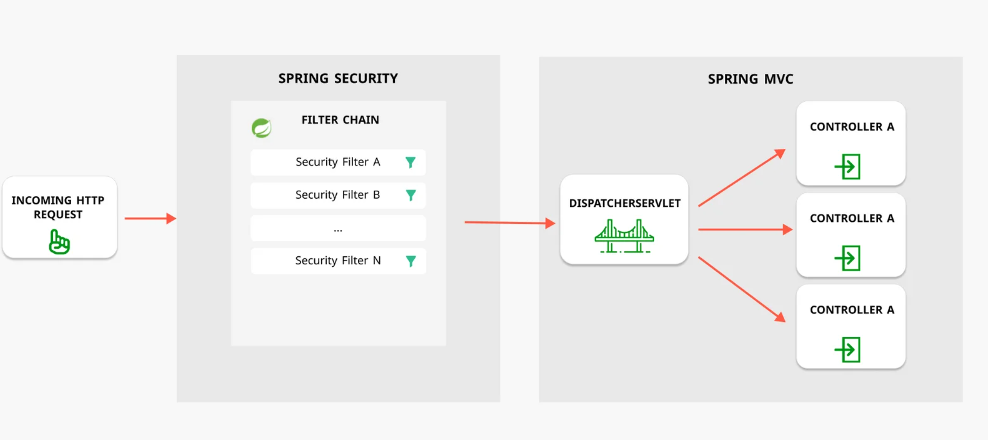 SPRING SECURITY
FILTER CHAIN
Security Filter A
Security Filter B
...
Security Filter N
INCOMING HTTP
REQUEST
SPRING MVC
DISPATCHERSERVLET
CONTROLLER A
CONTROLLER A
CONTROLLER A